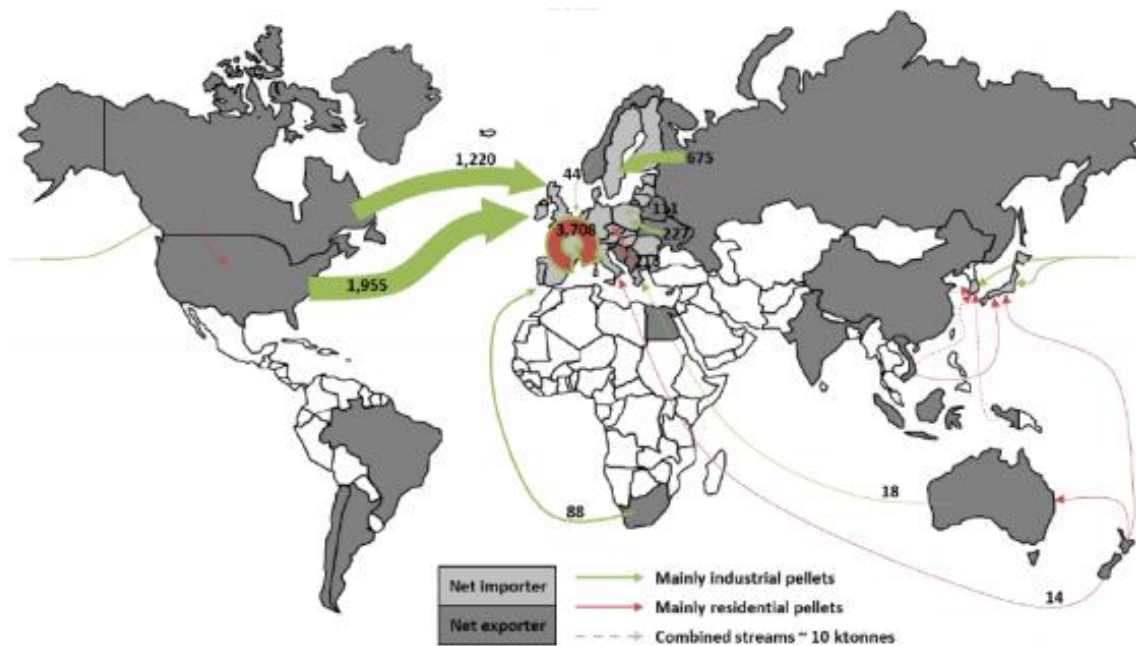 1,220
44
675
3,708
111
227
213
1,955
88
18
14
Net importer
Net exporter
Mainly industrial pellets
Mainly residential pellets
Combined streams ~ 10 ktonnes